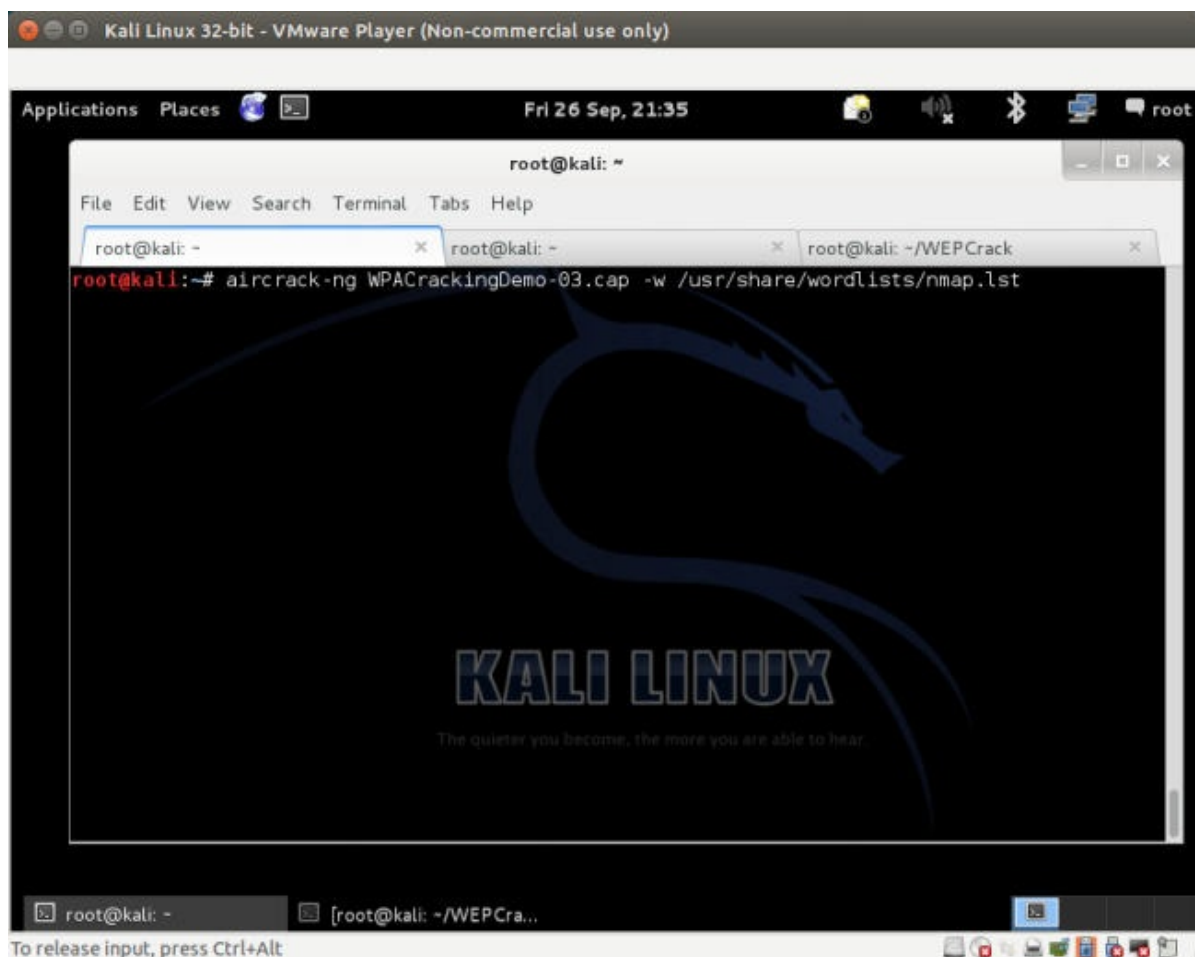 Kali Linux 32-bit - VMware Player (Non-commercial use only)
Applications Places Fri 26 Sep, 21:35 root
root@kali: ~
File Edit View Search Terminal Tabs Help
root@kali: ~ root@kali: ~ root@kali: ~/WEPCrack
root@kali:~# aircrack-ng WPACrackingDemo-03.cap -w /usr/share/wordlists/nmap.lst
KALI LINUX
The quieter you become, the more you are able to hear.
root@kali: ~ [root@kali: ~/WEPCra...
To release input, press Ctrl+Alt